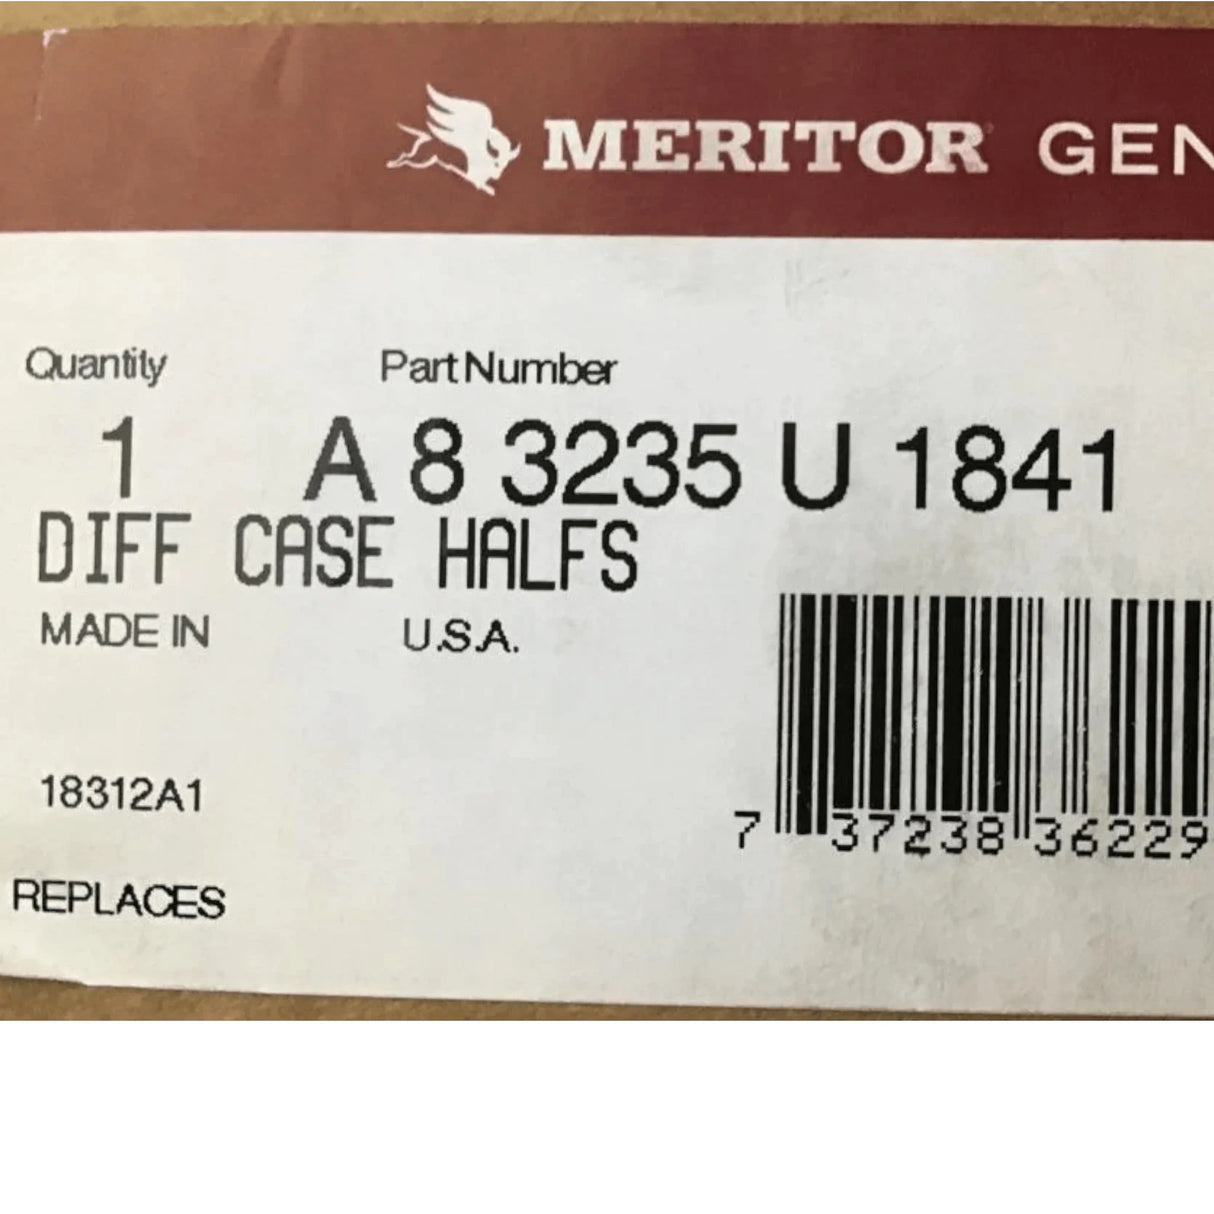 MERITOR GEN
Quantity Part Number
1 A 8 3235 U 1841
DIFF CASE HALFS
MADE IN U.S.A.
18312A1
7 37238 36229
REPLACES